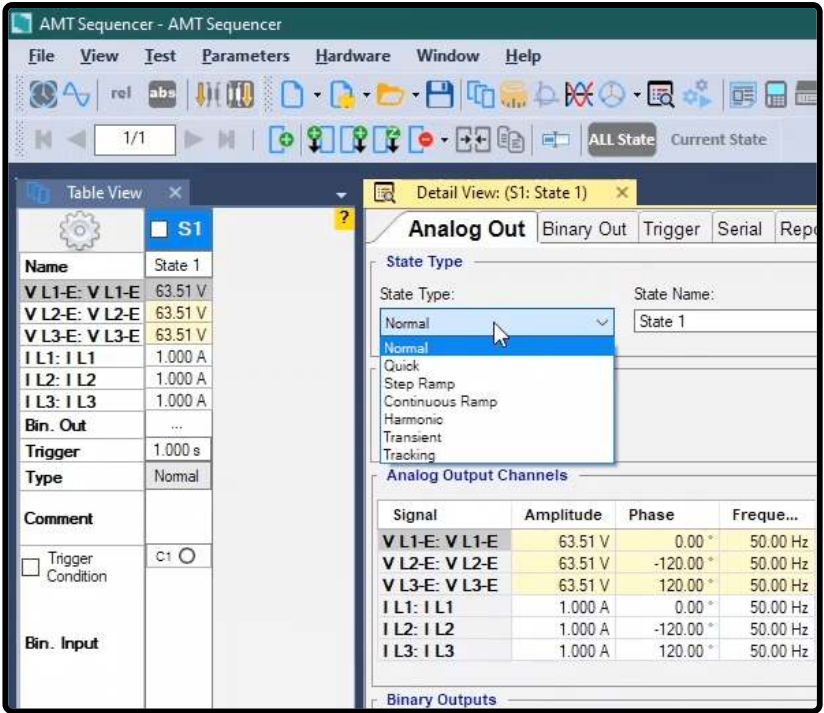 AMT Sequencer - AMT Sequencer
File View Test Parameters Hardware Window Help
rel abs
1/1 ALL State Current State
Table View
Detail View: (S1: State 1)
?
S1
Analog Out Binary Out Trigger Serial Repo
Name State 1
V L1-E: V L1-E 63.51 V
V L2-E: V L2-E 63.51 V
V L3-E: V L3-E 63.51 V
I L1: I L1 1.000 A
I L2: I L2 1.000 A
I L3: I L3 1.000 A
Bin. Out ...
Trigger 1.000 s
Type Normal
Comment
Trigger Condition C1
Bin. Input
State Type
State Type: State Name:
Normal State 1
Normal
Quick
Step Ramp
Continuous Ramp
Harmonic
Transient
Tracking
Analog Output Channels
Signal Amplitude Phase Freque...
V L1-E: V L1-E 63.51 V 0.00 ° 50.00 Hz
V L2-E: V L2-E 63.51 V -120.00 ° 50.00 Hz
V L3-E: V L3-E 63.51 V 120.00 ° 50.00 Hz
I L1: I L1 1.000 A 0.00 ° 50.00 Hz
I L2: I L2 1.000 A -120.00 ° 50.00 Hz
I L3: I L3 1.000 A 120.00 ° 50.00 Hz
Binary Outputs